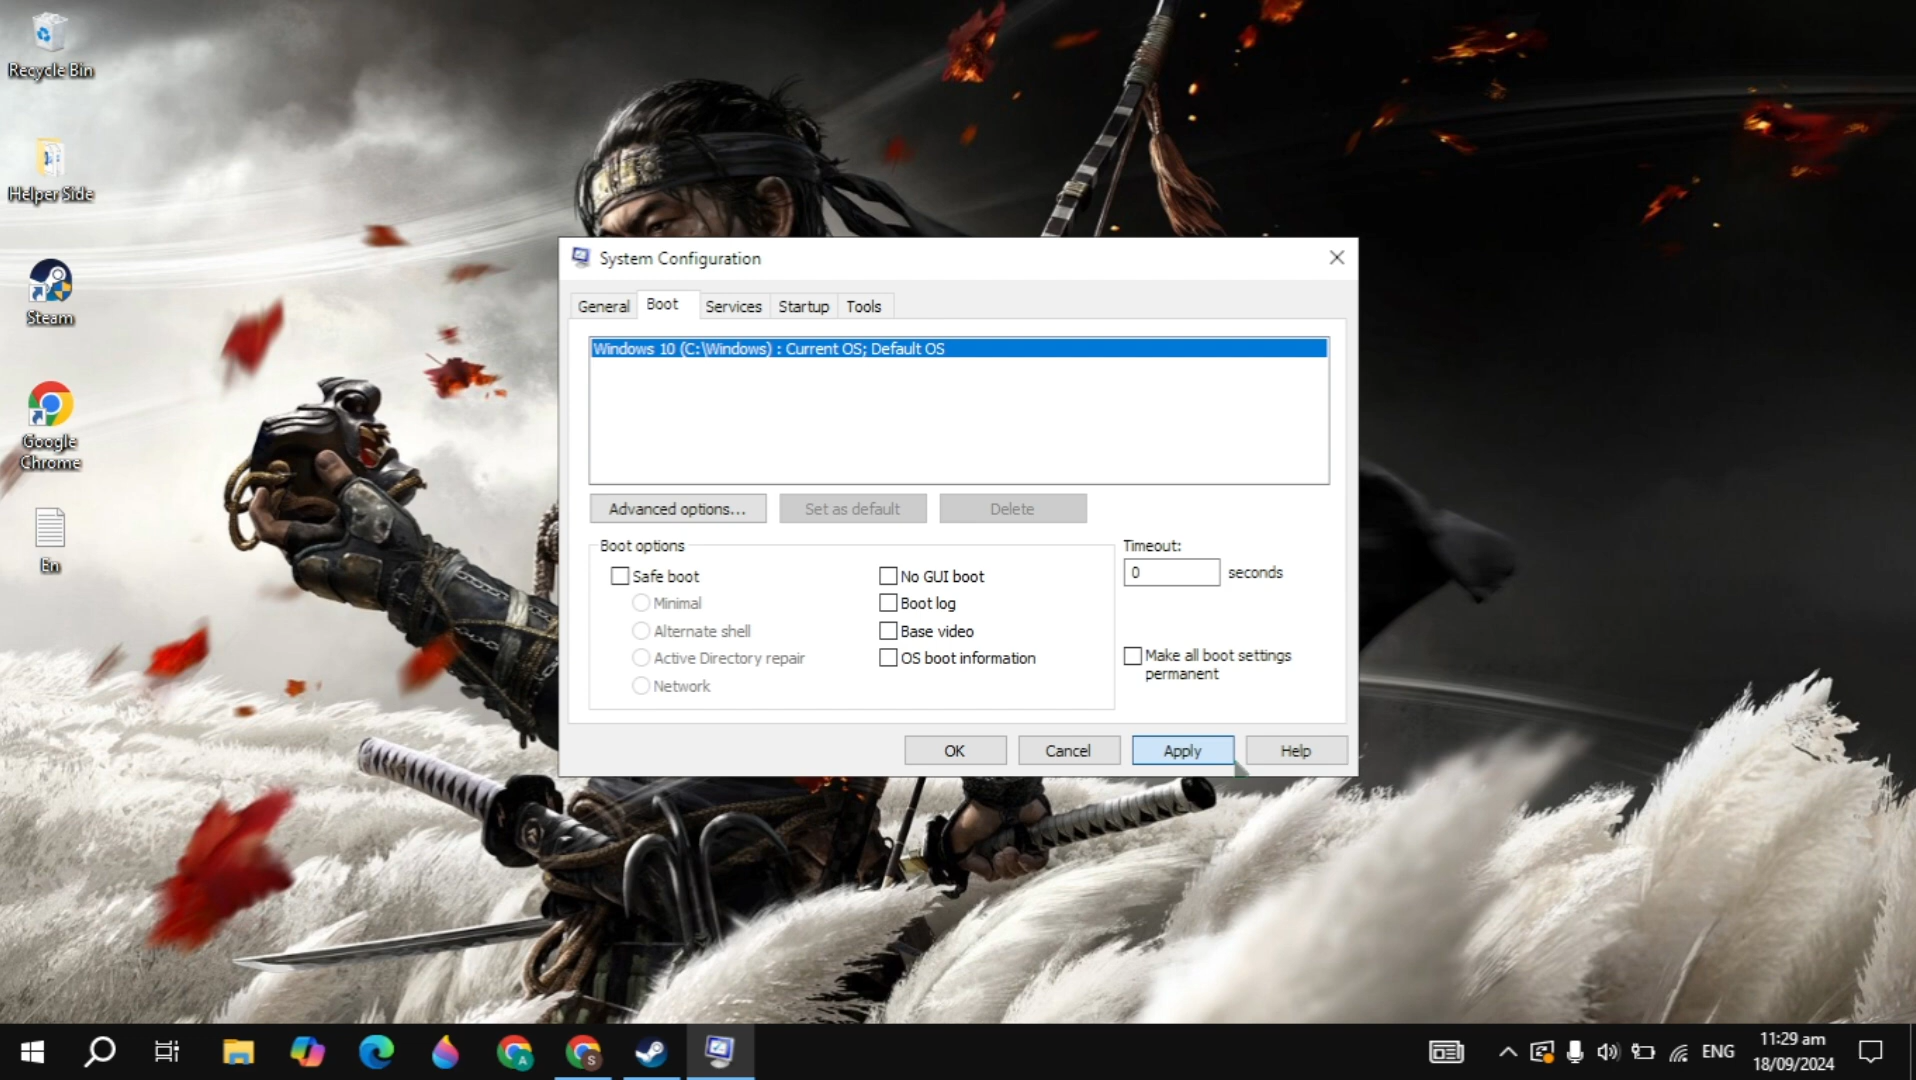 Recycle Bin
Helper Side
Steam
Google
Chrome
En
System Configuration
General
Boot
Services
Startup
Tools
Windows 10 (C:\Windows) : Current OS; Default OS
Advanced options...
Set as default
Delete
Boot options
Safe boot
Minimal
Alternate shell
Active Directory repair
Network
No GUI boot
Boot log
Base video
OS boot information
Timeout:
0 seconds
Make all boot settings
permanent
OK
Cancel
Apply
Help
A
S
ENG
11:29 am
18/09/2024